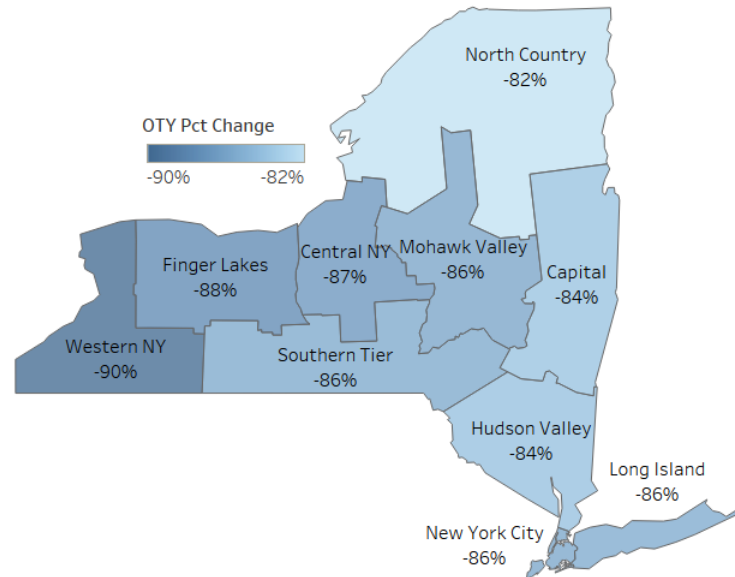 North Country
-82%
OTY Pct Change
-90%
-82%
Finger Lakes
-88%
Central NY
-87%
Mohawk Valley
-86%
Capital
-84%
Western NY
-90%
Southern Tier
-86%
Hudson Valley
-84%
Long Island
-86%
New York City
-86%